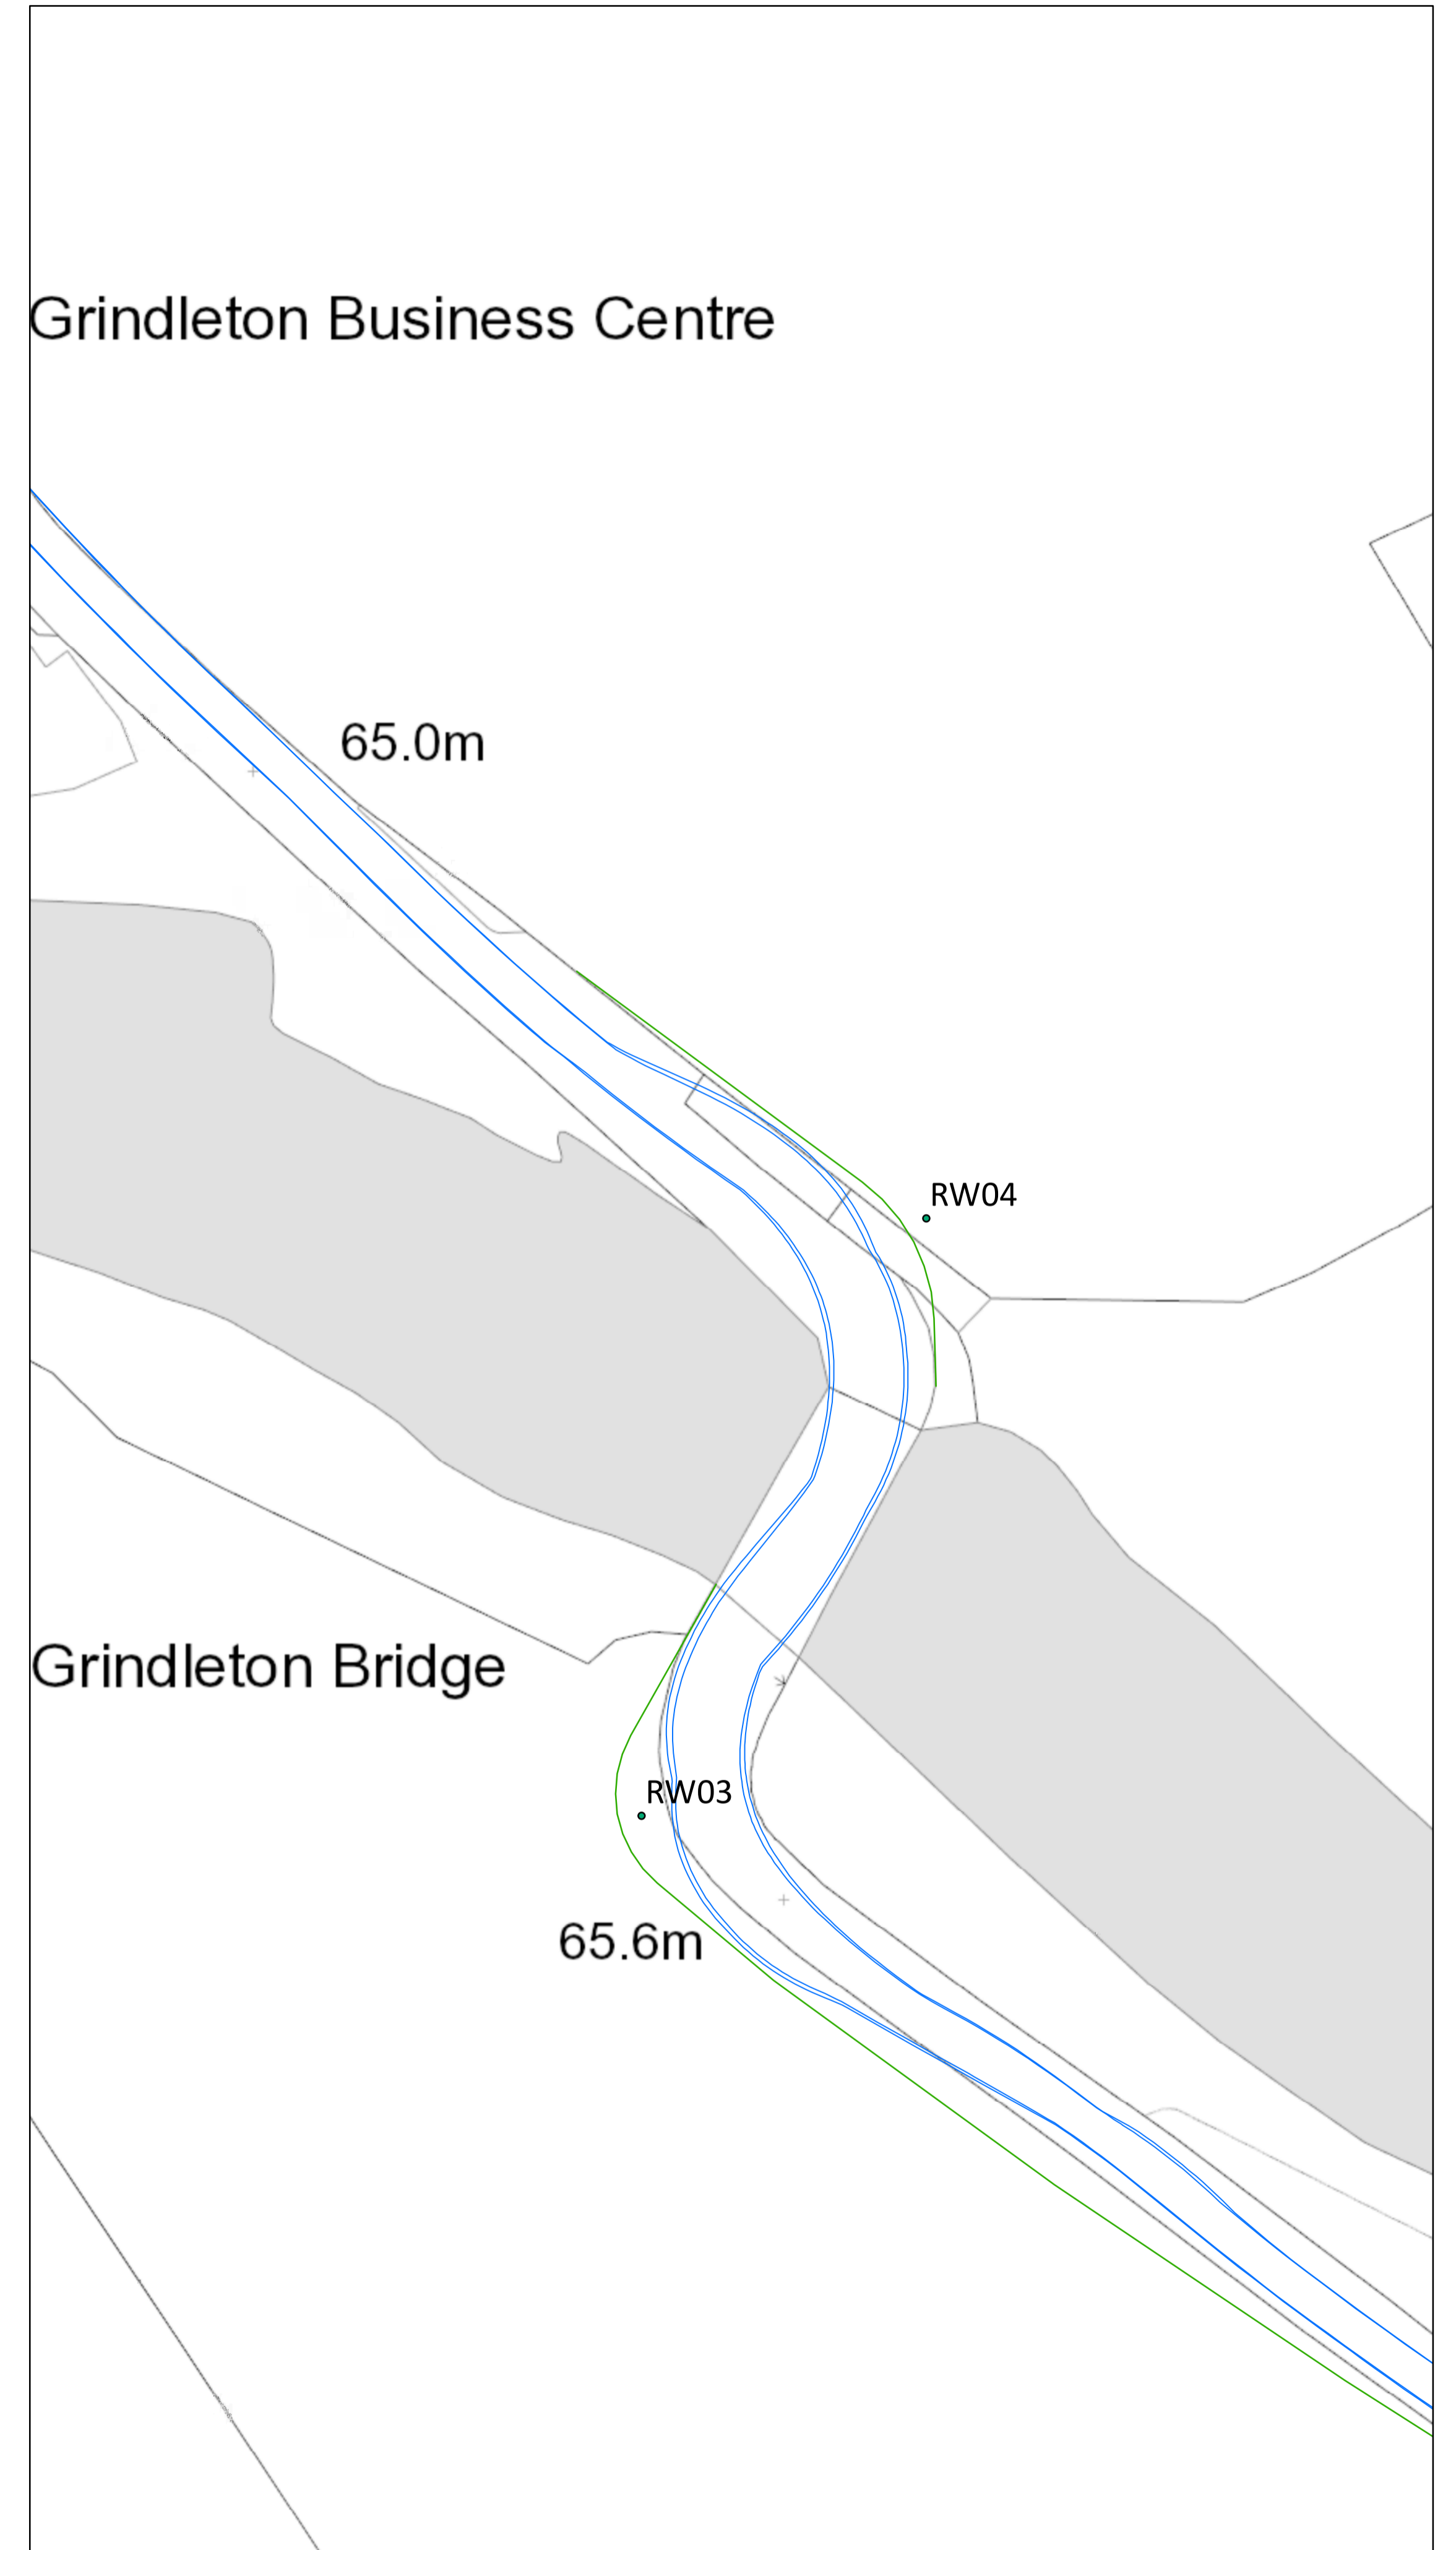 Grindleton Business Centre
65.0m
RW04
Grindleton Bridge
RW03
65.6m